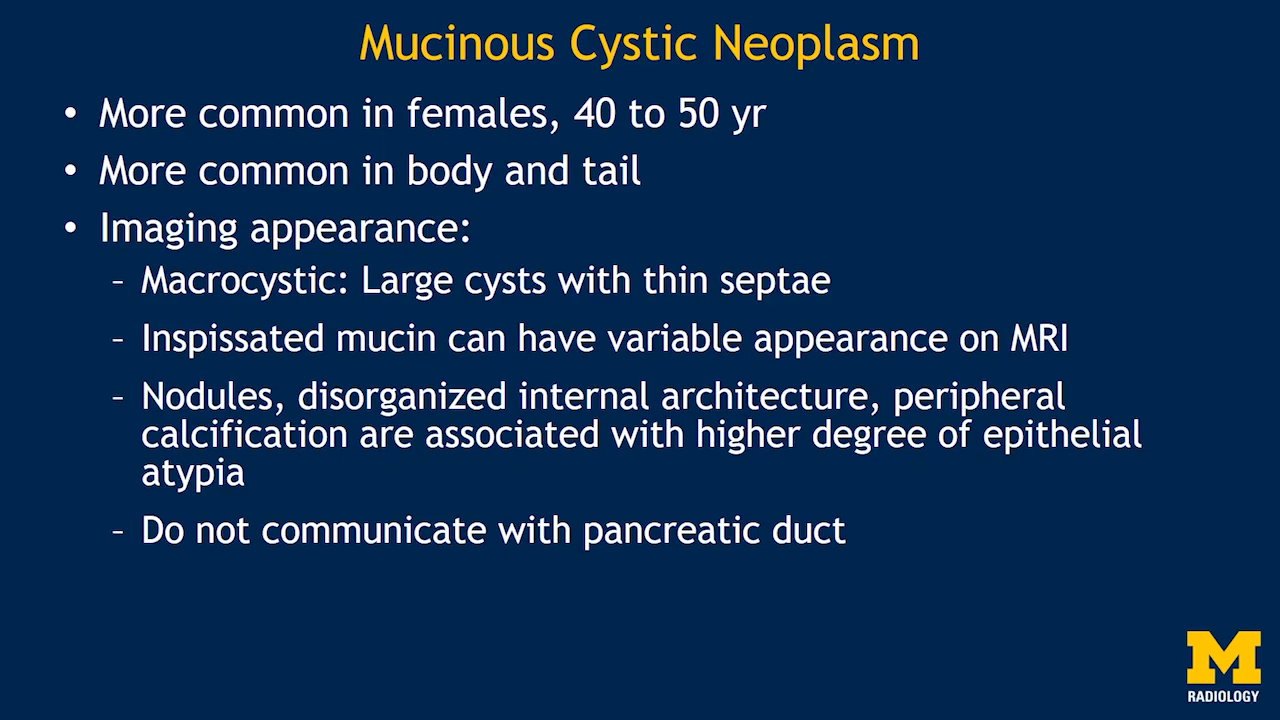 Mucinous Cystic Neoplasm
• More common in females, 40 to 50 yr
• More common in body and tail
• Imaging appearance:
– Macrocystic: Large cysts with thin septae
– Inspissated mucin can have variable appearance on MRI
– Nodules, disorganized internal architecture, peripheral
calcification are associated with higher degree of epithelial
atypia
– Do not communicate with pancreatic duct
M
RADIOLOGY